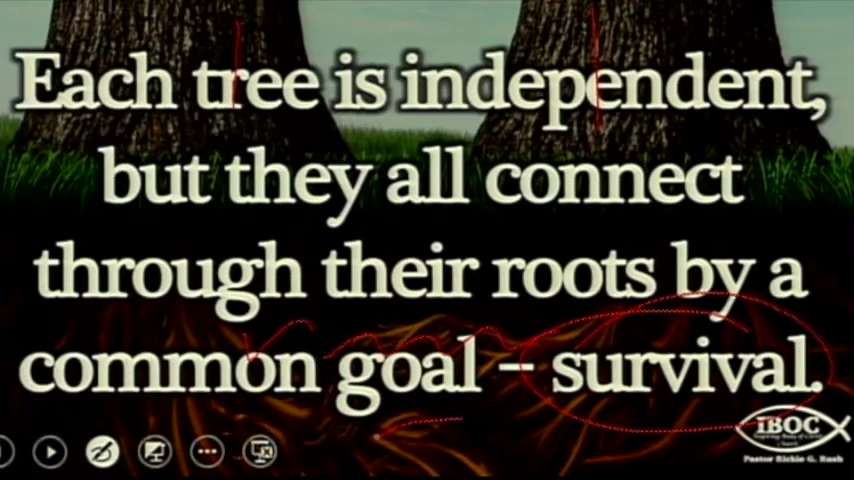 Each tree is independent,
but they all connect
through their roots by a
common goal – survival.
IBOC
Pastor Rickie G. Rush